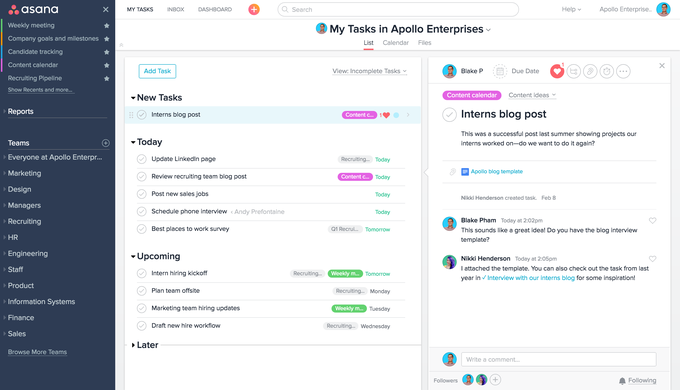 asana
Weekly meeting
Company goals and milestones
Candidate tracking
Content calendar
Recruiting Pipeline
Show Recents and more...
Reports
Teams
Everyone at Apollo Enterpr...
Marketing
Design
Managers
Recruiting
HR
Engineering
Staff
Product
Information Systems
Finance
Sales
Browse More Teams
MY TASKS INBOX DASHBOARD
Search
Help
Apollo Enterprise..
My Tasks in Apollo Enterprises
List Calendar Files
Add Task
View: Incomplete Tasks
New Tasks
Interns blog post Content c... 1
Today
Update LinkedIn page Recruiting... Today
Review recruiting team blog post Content c... Today
Post new sales jobs Today
Schedule phone interview - Andy Prefontaine Today
Best places to work survey Q1 Recrui... Tomorrow
Upcoming
Intern hiring kickoff Recruiting... Weekly m... Tomorrow
Plan team offsite Recruiting... Monday
Marketing team hiring updates Weekly m... Tuesday
Draft new hire workflow Recruiting... Wednesday
Later
Blake P Due Date 1
Content calendar Content ideas
Interns blog post
This was a successful post last summer showing projects our
interns worked on—do we want to do it again?
Apollo blog template
Nikki Henderson created task. Feb 8
Blake Pham Today at 2:02pm
This sounds like a great idea! Do you have the blog interview
template?
Nikki Henderson Today at 2:05pm
I attached the template. You can also check out the task from last
year in ✓Interview with our interns blog for some inspiration!
Write a comment...
Followers
Following